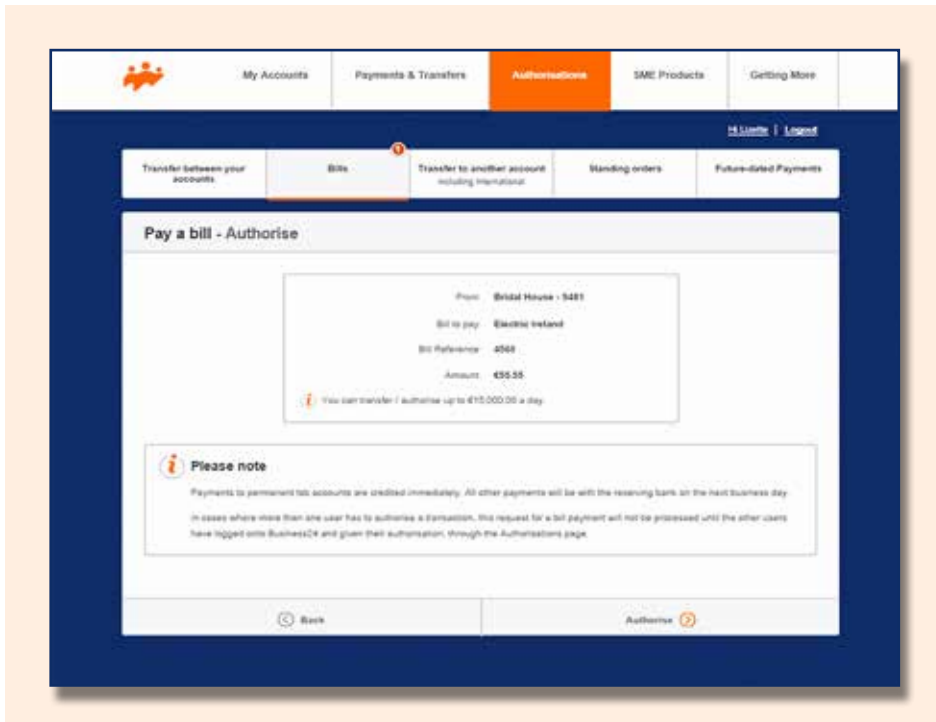 My Accounts
Payments & Transfers
Authorisations
SME Products
Getting More
Logout
Transfer between your
accounts
Bills
1
Transfer to another account
including International
Standing orders
Future-dated Payments
Pay a bill - Authorise
From Bridal House - 5481
Bill to pay Electric Ireland
Bill Reference
Amount €55.55
You can transfer / authorise up to €15,000.00 a day.
Please note
Payments to permanent tsb accounts are credited immediately. All other payments will be with the receiving bank on the next business day.
In cases where more than one user has to authorise a transaction, this request for a bill payment will not be processed until the other users
have logged onto Business24 and given their authorisation, through the Authorisations page.
Back
Authorise